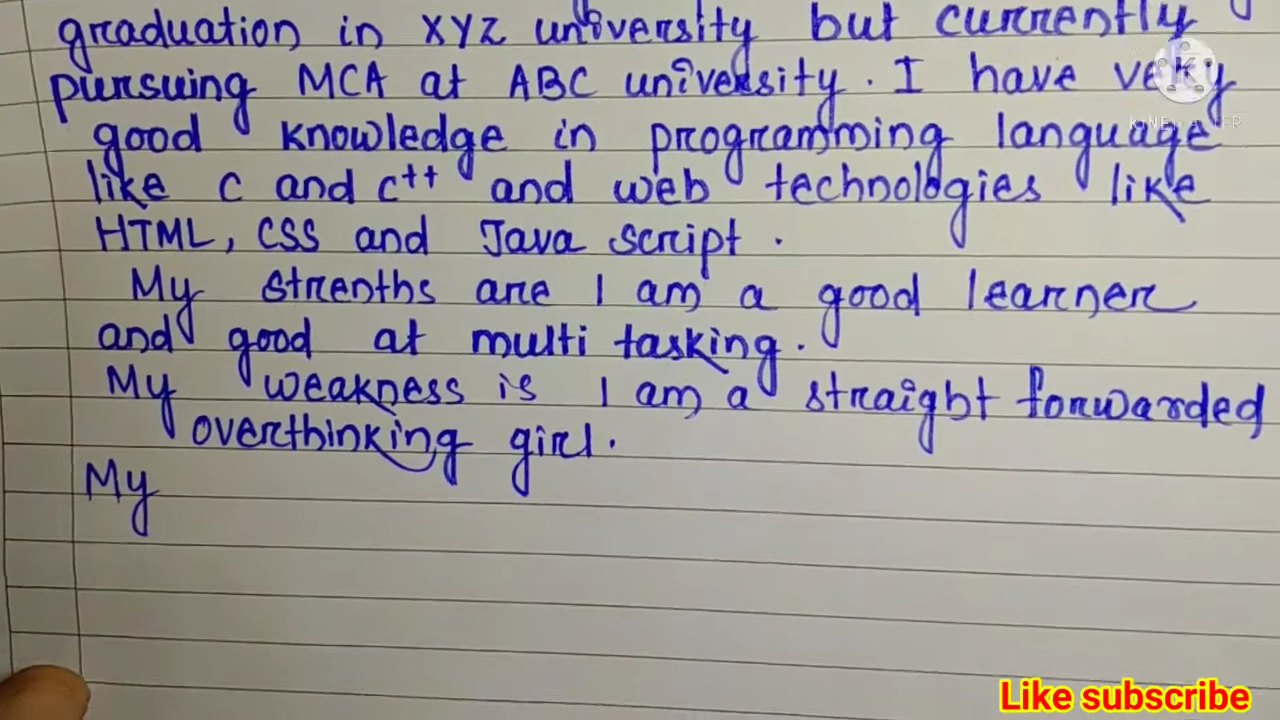 graduation in XYZ university but currently
pursuing MCA at ABC university. I have very
good knowledge in programming language
like C and C++ and web technologies like
HTML, CSS and Java script.
My strenths are I am a good learner
and good at multi tasking.
My weakness is I am a straight forwarded,
overthinking girl.
My
Like subscribe